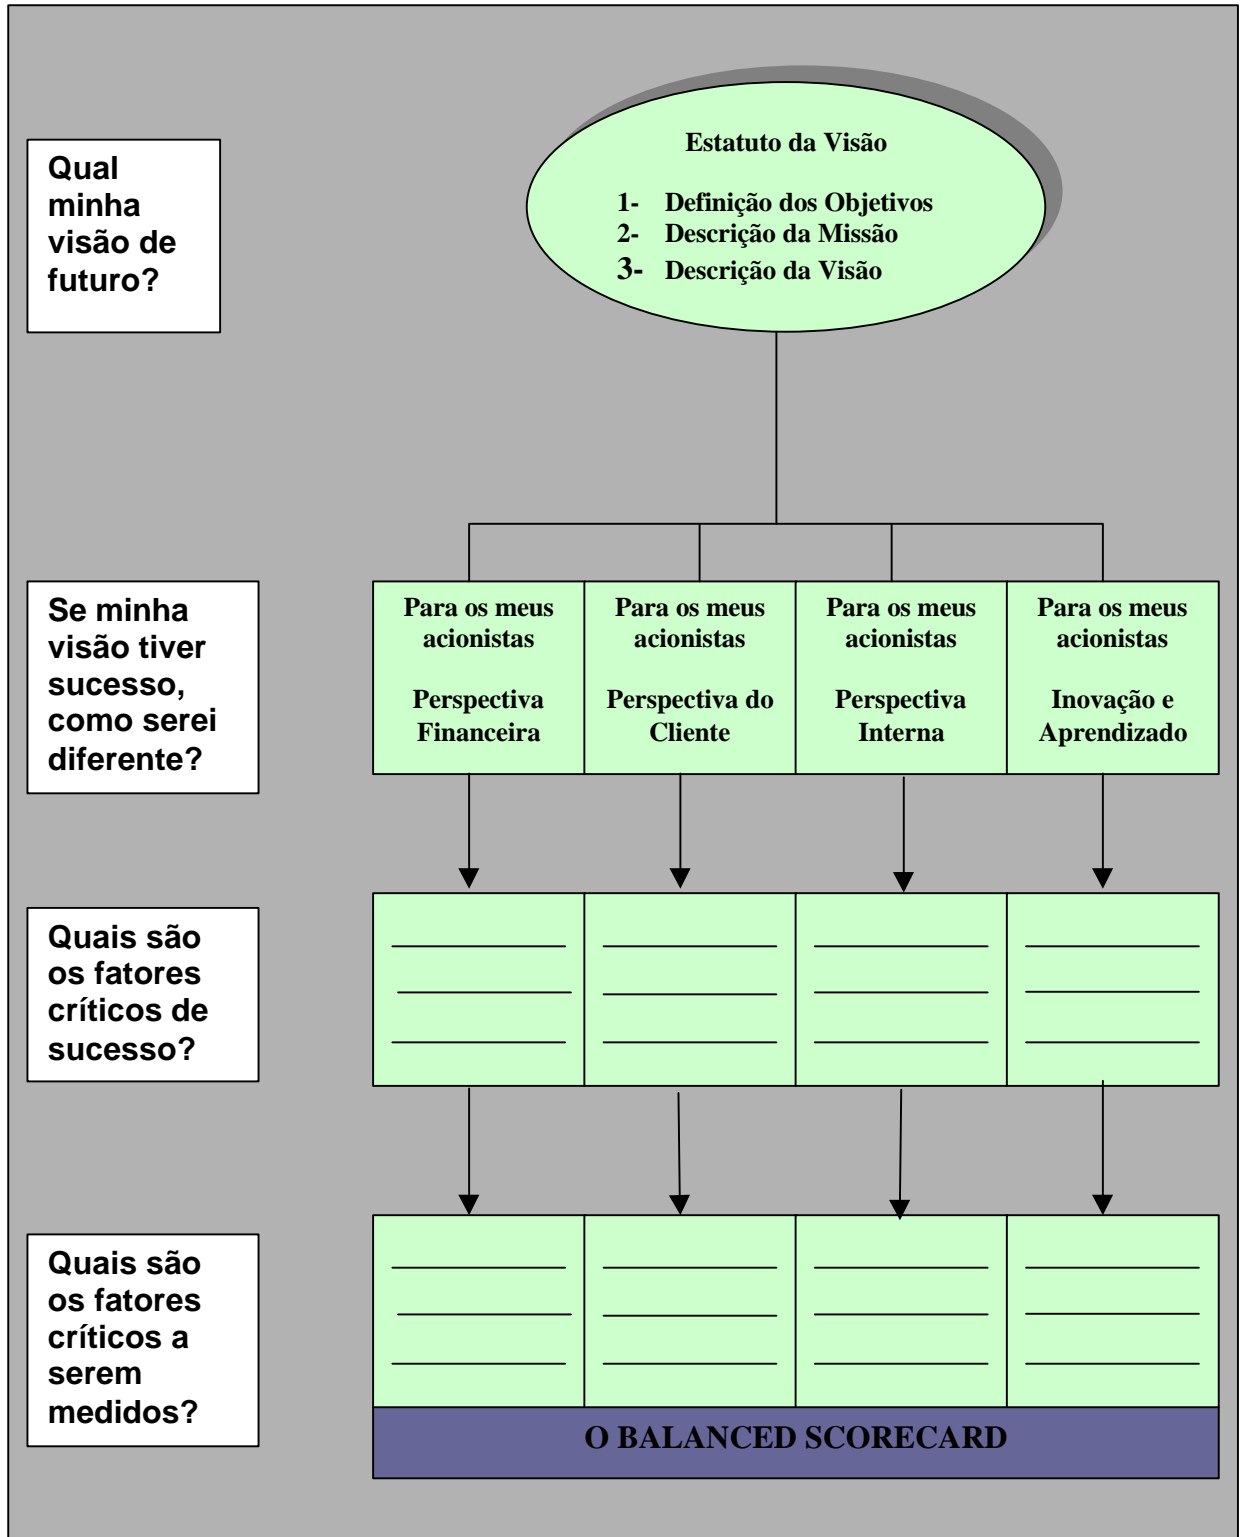 Estatuto da Visão
1- Definição dos Objetivos
2- Descrição da Missão
3- Descrição da Visão
Qual
minha
visão de
futuro?
Se minha
visão tiver
sucesso,
como serei
diferente?
Para os meus
acionistas
Perspectiva
Financeira
Para os meus
acionistas
Perspectiva do
Cliente
Para os meus
acionistas
Perspectiva
Interna
Para os meus
acionistas
Inovação e
Aprendizado
Quais são
os fatores
críticos de
sucesso?
Quais são
os fatores
críticos a
serem
medidos?
O BALANCED SCORECARD